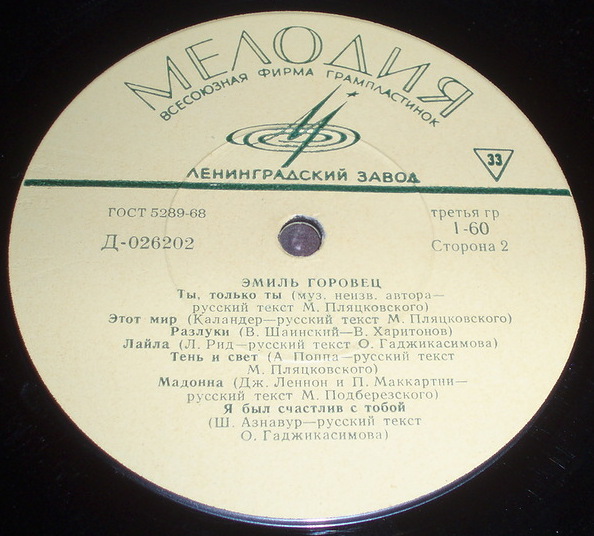 МЕЛОДИЯ
ВСЕСОЮЗНАЯ ФИРМА ГРАМПЛАСТИНОК
ЛЕНИНГРАДСКИЙ ЗАВОД
33
ГОСТ 5289-68
Д-026202
третья гр
1-60
Сторона 2
ЭМИЛЬ ГОРОВЕЦ
Ты, только ты (муз. неизв. автора—
русский текст М. Пляцковского)
Этот мир (Каландер—русский текст М. Пляцковского)
Разлуки (В. Шаинский—В. Харитонов)
Лайла (Л. Рид—русский текст О. Гаджикасимова)
Тень и свет (А Поппа—русский текст
М. Пляцковского)
Мадонна (Дж. Леннон и П. Маккартни—
русский текст М. Подберезского)
Я был счастлив с тобой
(Ш. Азнавур—русский текст
О. Гаджикасимова)